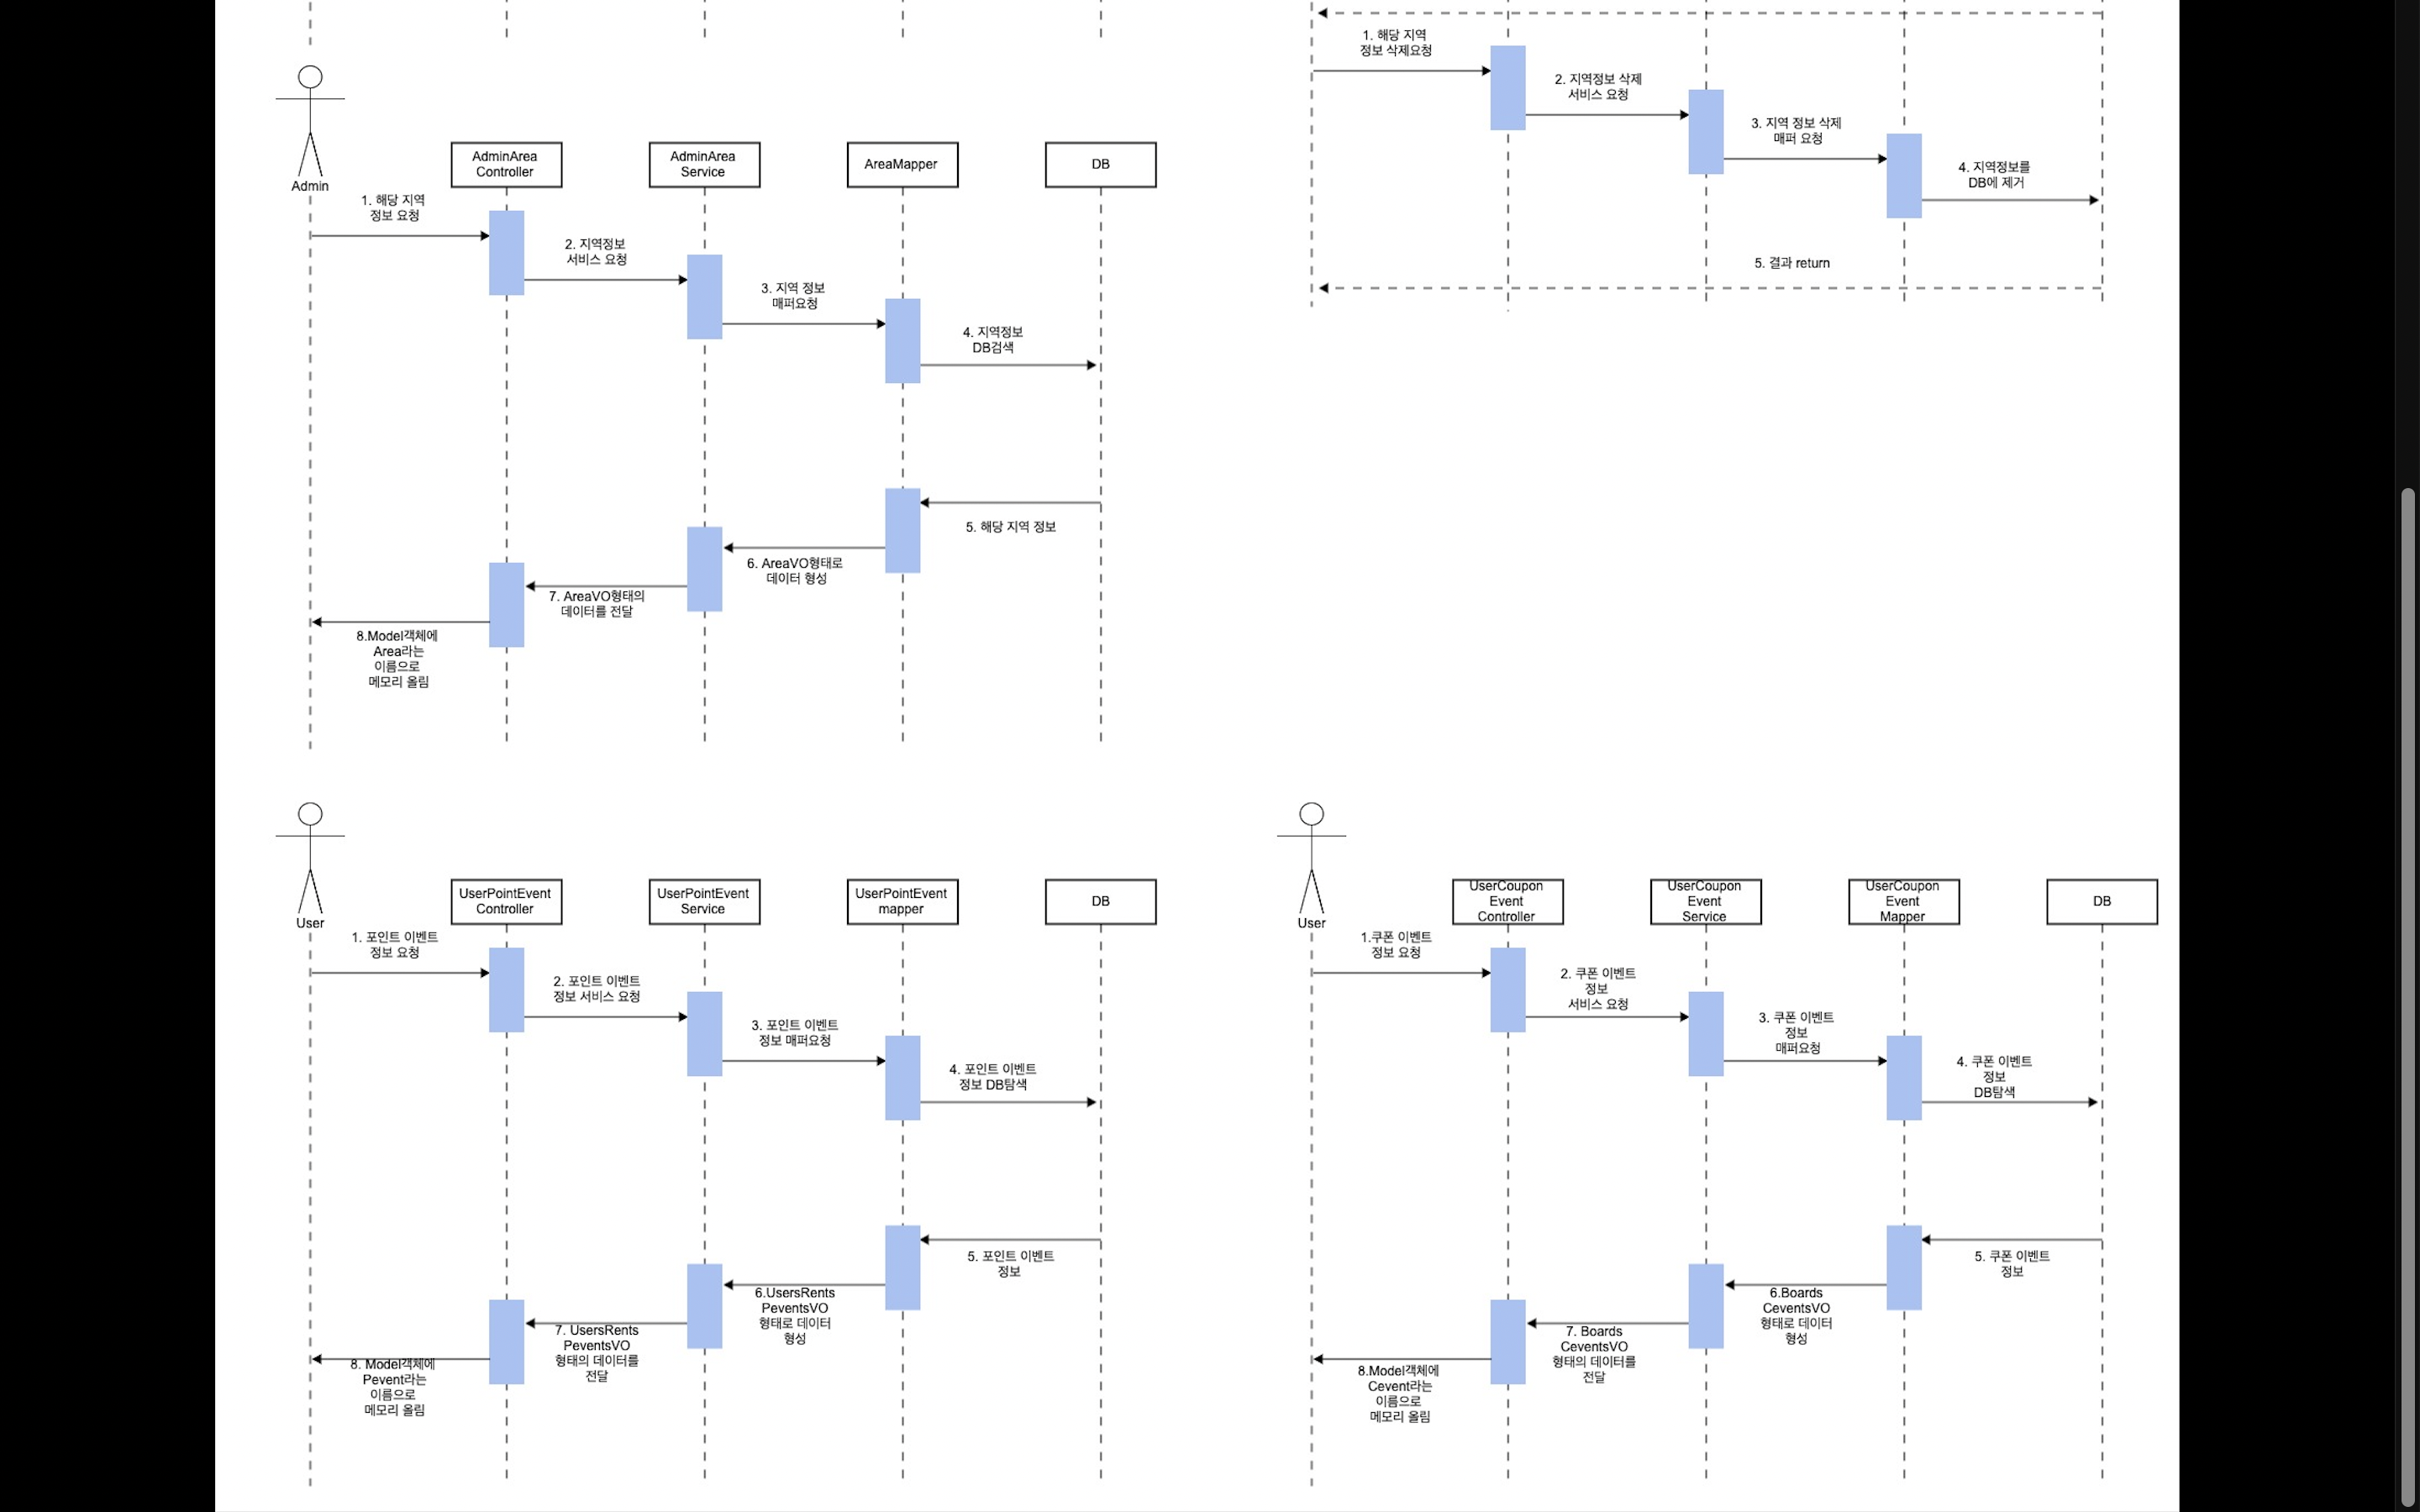 Admin
AdminArea
Controller
AdminArea
Service
AreaMapper
DB
1. 해당 지역
정보 요청
2. 지역정보
서비스 요청
3. 지역 정보
매퍼요청
4. 지역정보
DB검색
5. 해당 지역 정보
6. AreaVO형태로
데이터 형성
7. AreaVO형태의
데이터를 전달
8.Model객체에
Area라는
이름으로
메모리 올림
1. 해당 지역
정보 삭제요청
2. 지역정보 삭제
서비스 요청
3. 지역 정보 삭제
매퍼 요청
4. 지역정보를
DB에 제거
5. 결과 return
User
UserPointEvent
Controller
UserPointEvent
Service
UserPointEvent
mapper
DB
1. 포인트 이벤트
정보 요청
2. 포인트 이벤트
정보 서비스 요청
3. 포인트 이벤트
정보 매퍼요청
4. 포인트 이벤트
정보 DB탐색
5. 포인트 이벤트
정보
6.UsersRents
PeventsVO
형태로 데이터
형성
7. UsersRents
PeventsVO
형태의 데이터를
전달
8. Model객체에
Pevent라는
이름으로
메모리 올림
User
UserCoupon
Event
Controller
UserCoupon
Event
Service
UserCoupon
Event
Mapper
DB
1.쿠폰 이벤트
정보 요청
2. 쿠폰 이벤트
정보
서비스 요청
3. 쿠폰 이벤트
정보
매퍼요청
4. 쿠폰 이벤트
정보
DB탐색
5. 쿠폰 이벤트
정보
6.Boards
CeventsVO
형태로 데이터
형성
7. Boards
CeventsVO
형태의 데이터를
전달
8.Model객체에
Cevent라는
이름으로
메모리 올림